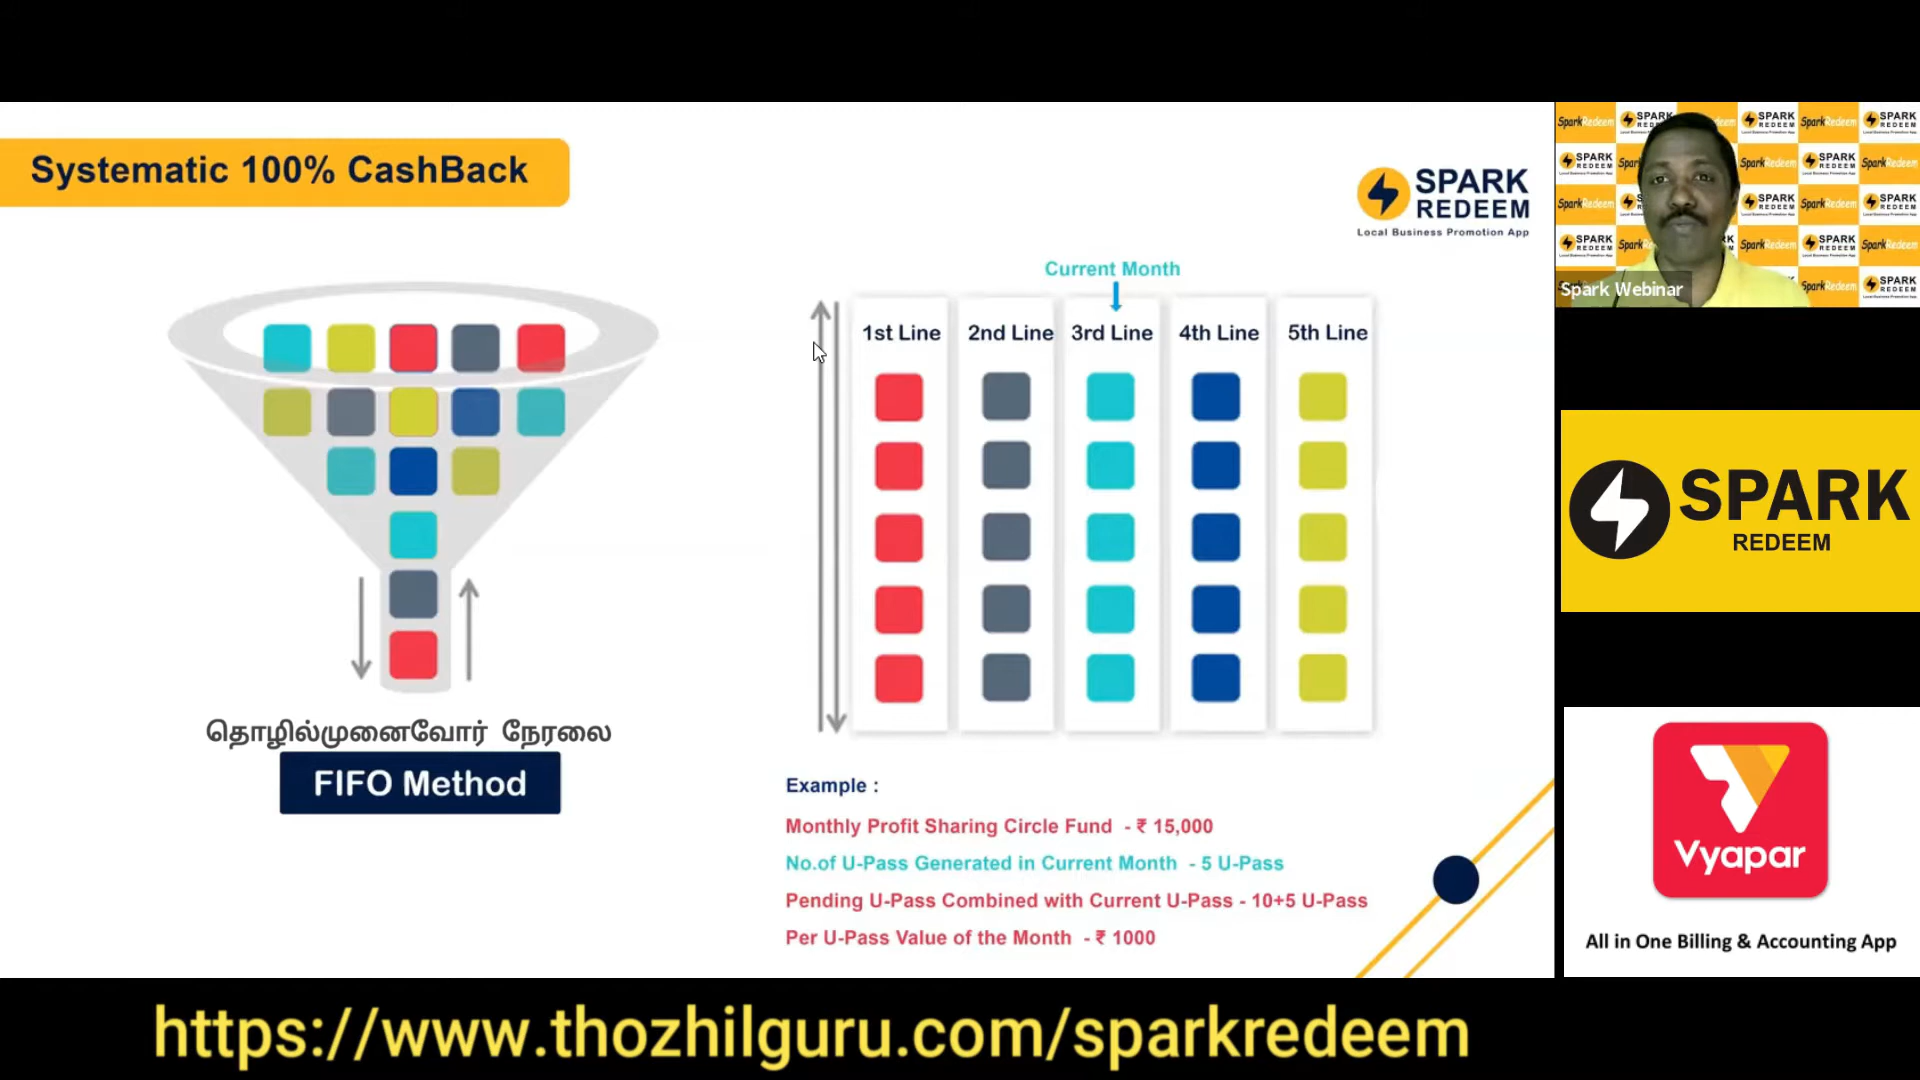 Systematic 100% CashBack
SPARK
REDEEM
Local Business Promotion App
Current Month
1st Line
2nd Line
3rd Line
4th Line
5th Line
தொழில்முனைவோர் நேரலை
FIFO Method
Example :
Monthly Profit Sharing Circle Fund - ₹ 15,000
No.of U-Pass Generated in Current Month - 5 U-Pass
Pending U-Pass Combined with Current U-Pass - 10+5 U-Pass
Per U-Pass Value of the Month - ₹ 1000
Spark Webinar
SPARK
REDEEM
Vyapar
All in One Billing & Accounting App
https://www.thozhilguru.com/sparkredeem